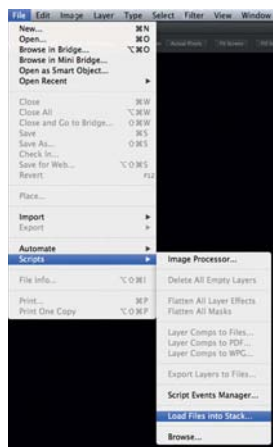 File Edit Image Layer Type Select Filter View Window
Actual Pixels Fit Screen
New... ⌘N
Open... ⌘O
Browse in Bridge... ⌥⌘O
Browse in Mini Bridge...
Open as Smart Object...
Open Recent
Close ⌘W
Close All ⌥⌘W
Close and Go to Bridge... ⇧⌘W
Save ⌘S
Save As... ⇧⌘S
Check In...
Save for Web... ⌥⇧⌘S
Revert F12
Place...
Import
Export
Automate
Scripts
Image Processor...
Delete All Empty Layers
Flatten All Layer Effects
Flatten All Masks
Layer Comps to Files...
Layer Comps to PDF...
Layer Comps to WPG...
Export Layers to Files...
Script Events Manager...
Load Files into Stack...
Browse...
File Info... ⌥⇧⌘I
Print... ⌘P
Print One Copy ⌥⇧⌘P